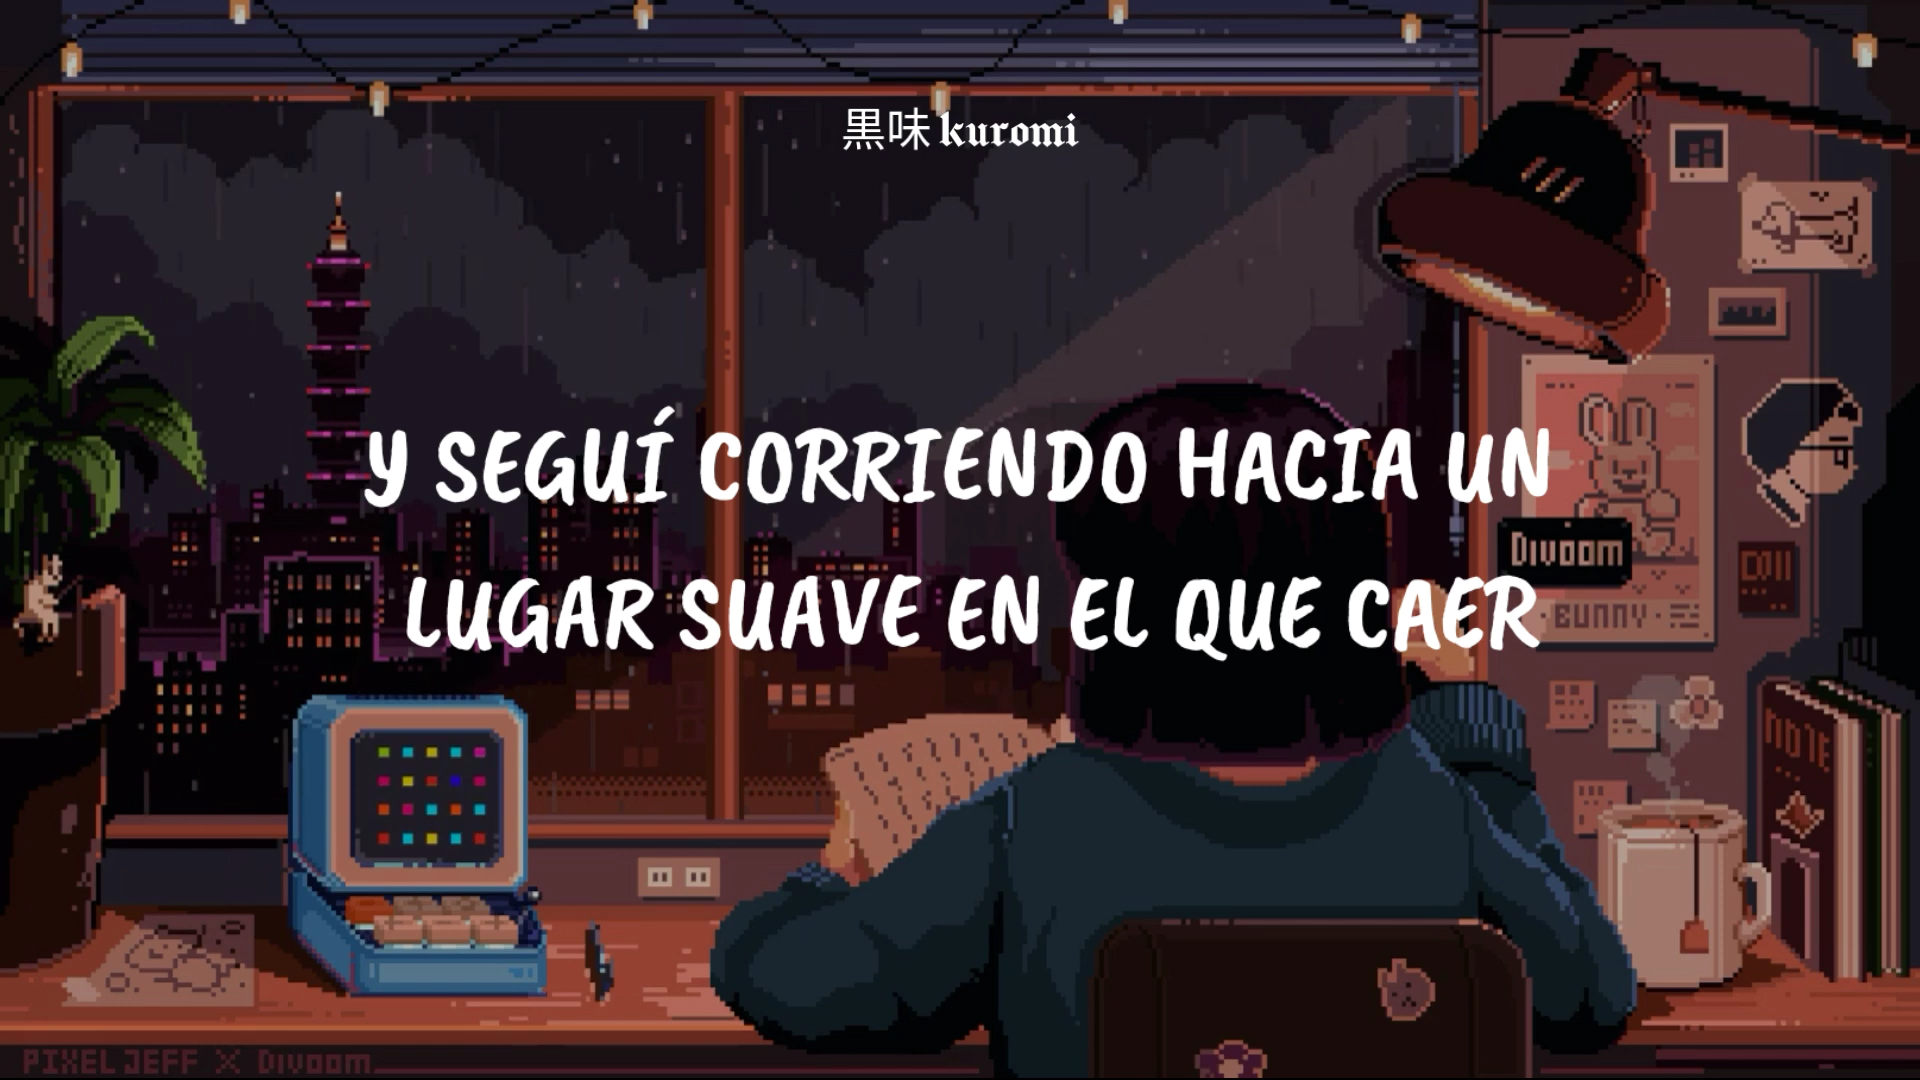 黒味 kuromi
Y SEGUÍ CORRIENDO HACIA UN
LUGAR SUAVE EN EL QUE CAER
Divoom
BUNNY
NOTE
PIXEL JEFF X Divoom